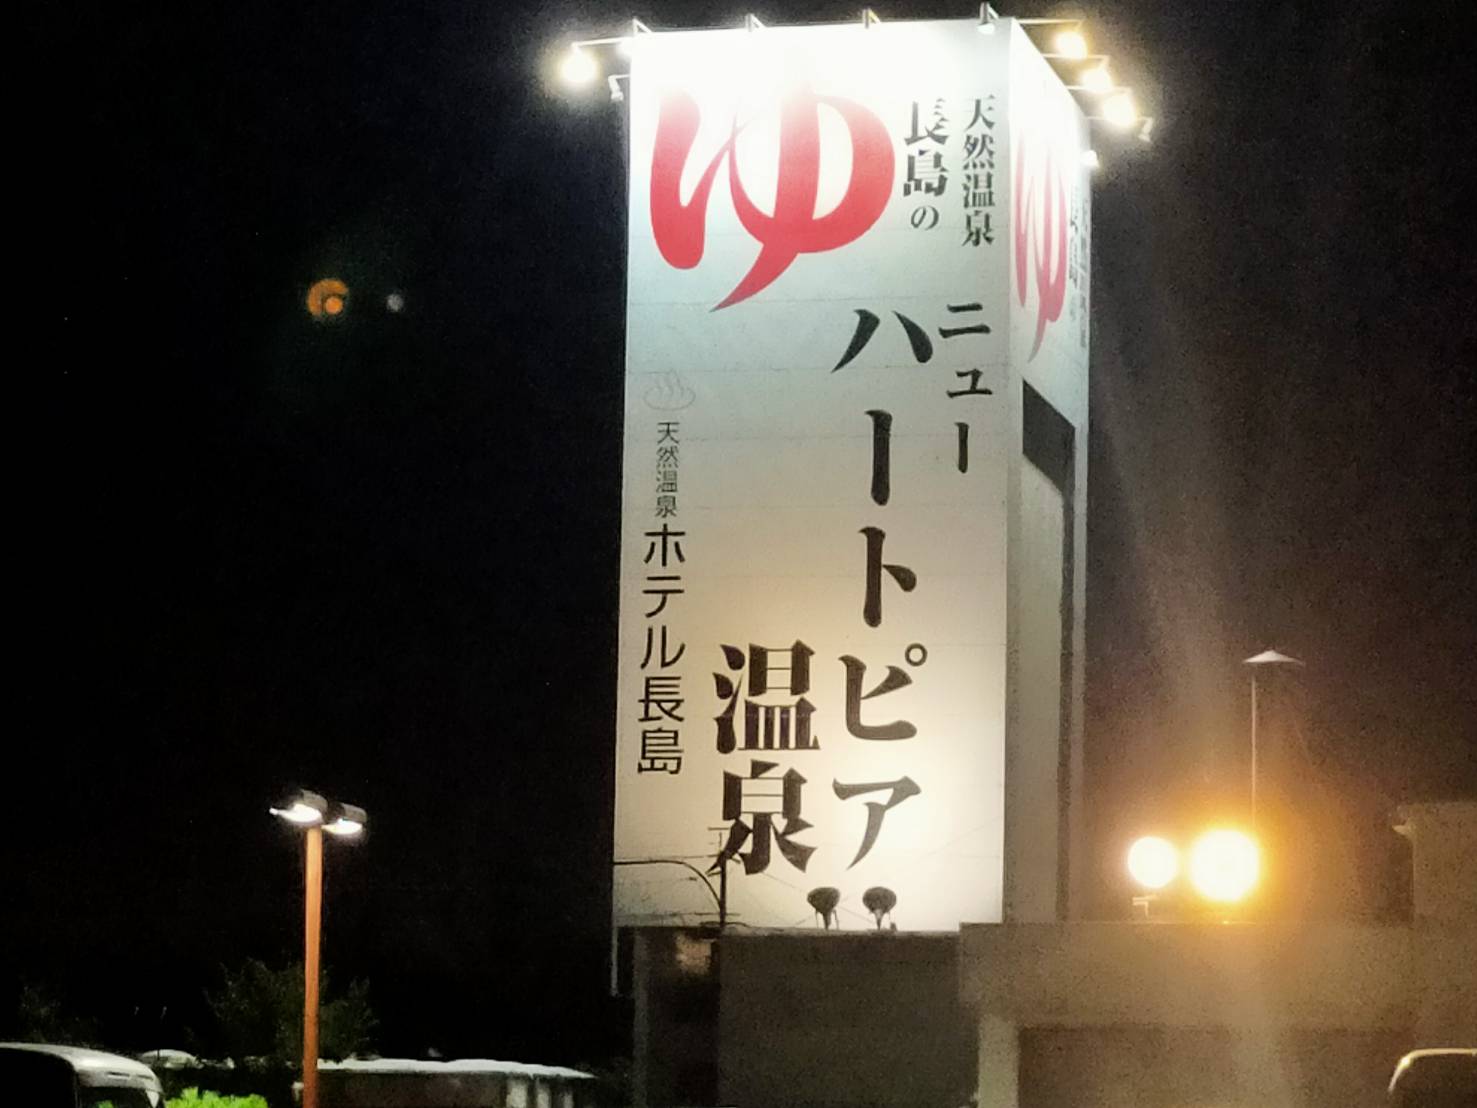 天然温泉
長島の
ゆ
ニュー
ハートピア
温泉
天然温泉 ホテル長島
ゆ